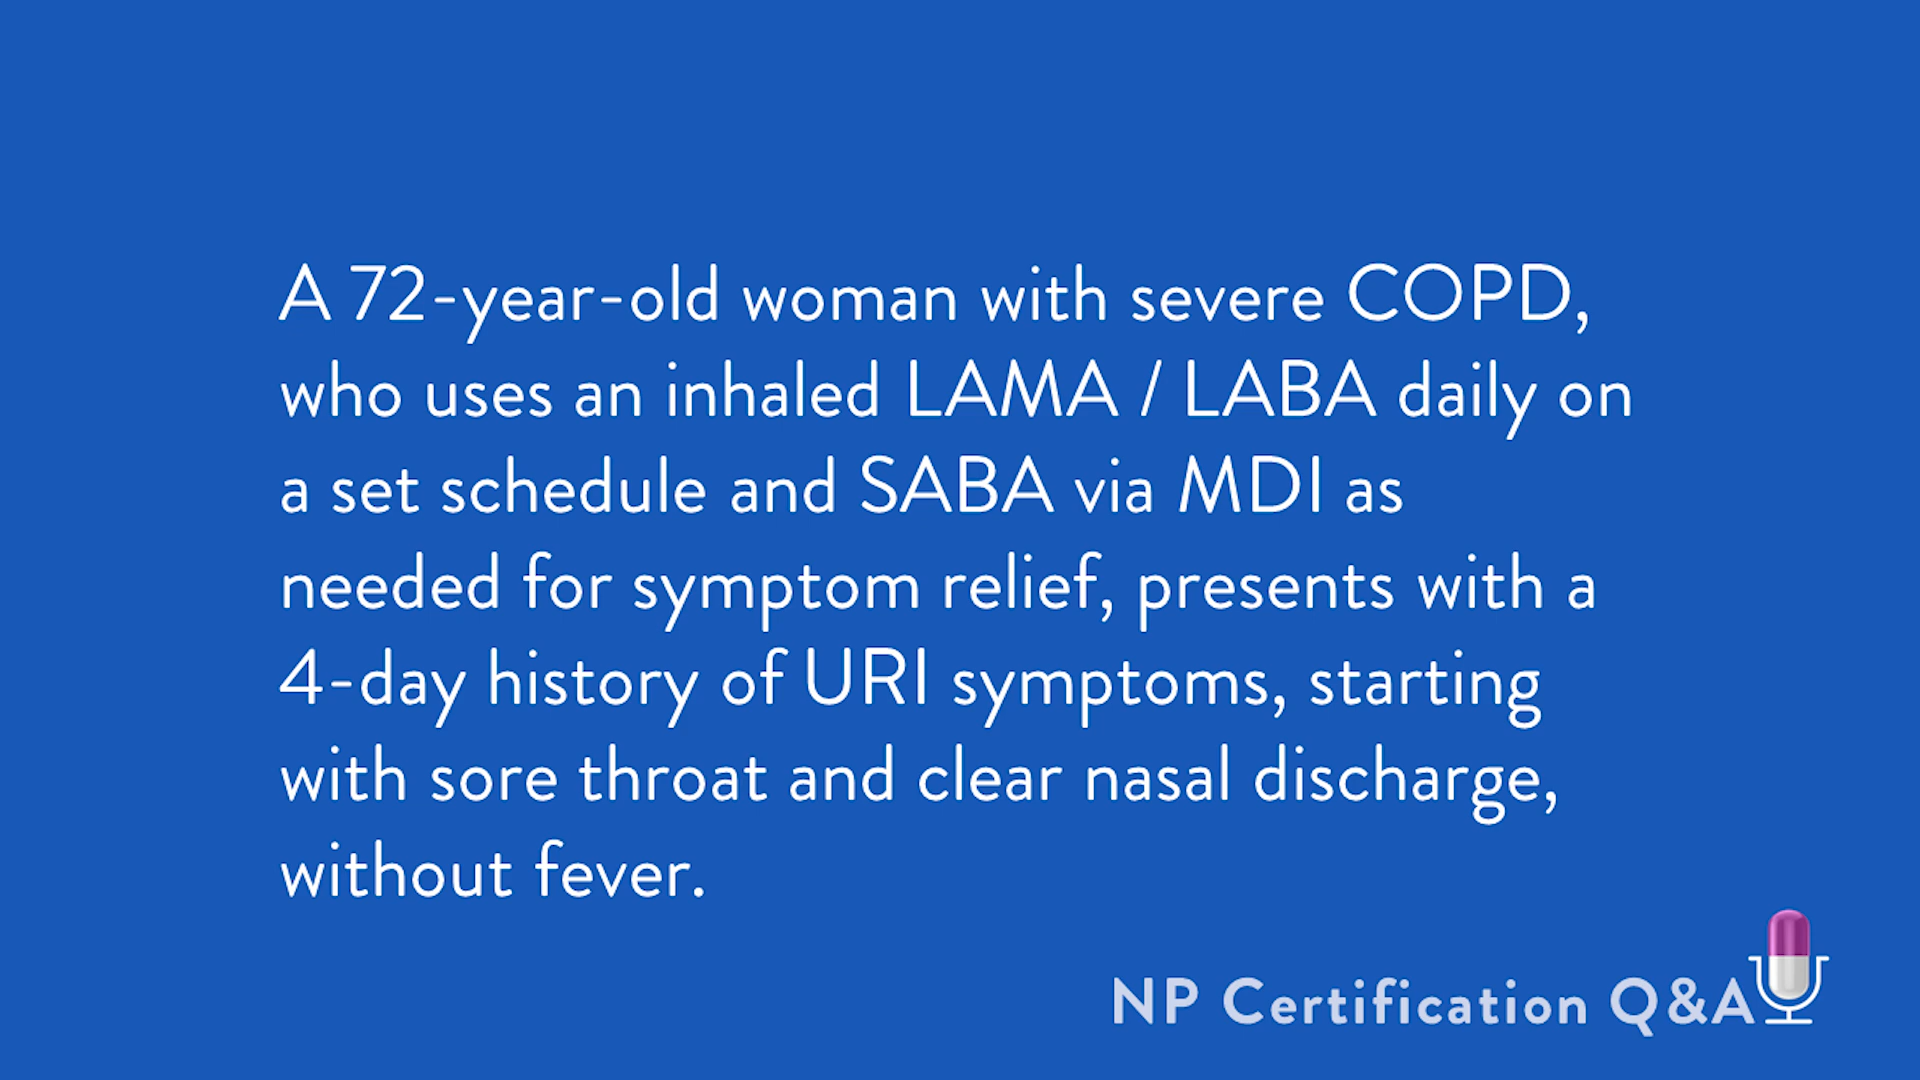 A 72-year-old woman with severe COPD,
who uses an inhaled LAMA / LABA daily on
a set schedule and SABA via MDI as
needed for symptom relief, presents with a
4-day history of URI symptoms, starting
with sore throat and clear nasal discharge,
without fever.
NP Certification Q&A